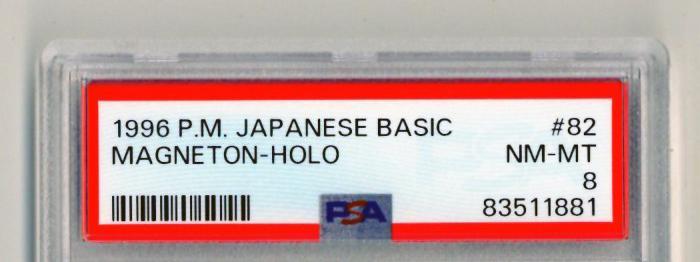 1996 P.M. JAPANESE BASIC #82
MAGNETON-HOLO NM-MT
8
83511881
PSA